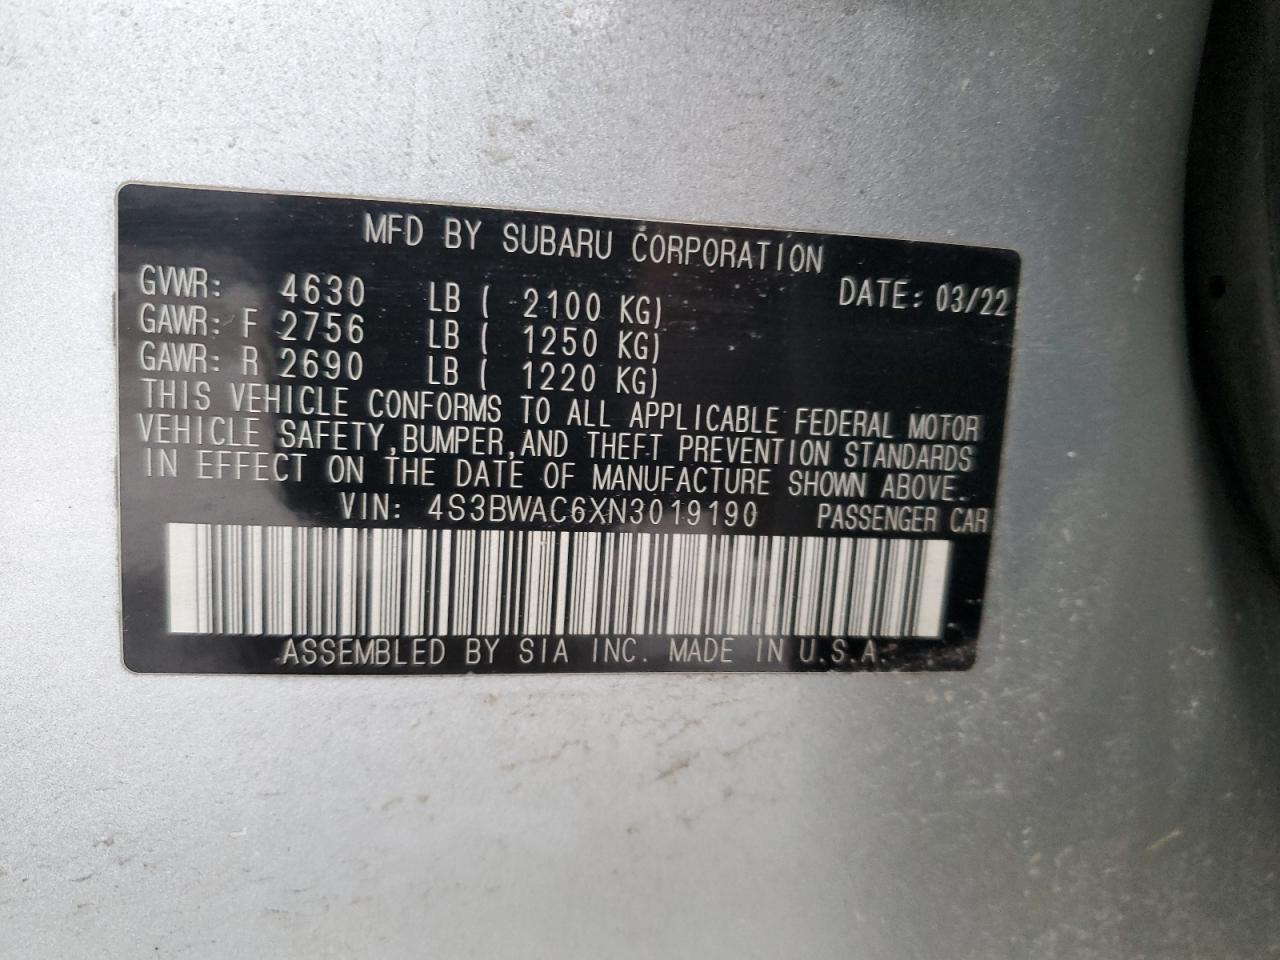 MFD BY SUBARU CORPORATION
GVWR: 4630 LB ( 2100 KG) DATE: 03/22
GAWR: F 2756 LB ( 1250 KG)
GAWR: R 2690 LB ( 1220 KG)
THIS VEHICLE CONFORMS TO ALL APPLICABLE FEDERAL MOTOR
VEHICLE SAFETY,BUMPER,AND THEFT PREVENTION STANDARDS
IN EFFECT ON THE DATE OF MANUFACTURE SHOWN ABOVE.
VIN: 4S3BWAC6XN3019190 PASSENGER CAR
ASSEMBLED BY SIA INC. MADE IN U.S.A.